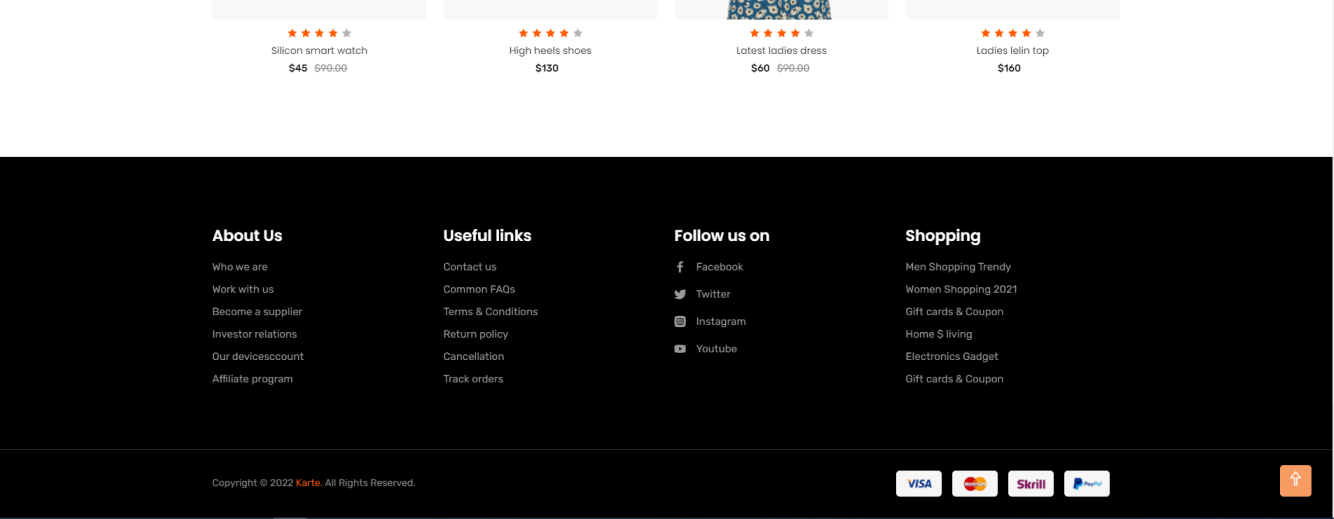 Silicon smart watch
$45 $90.00
High heels shoes
$130
Latest ladies dress
$60 $90.00
Ladies lelin top
$160
About Us
Who we are
Work with us
Become a supplier
Investor relations
Our devicesccount
Affiliate program
Useful links
Contact us
Common FAQs
Terms & Conditions
Return policy
Cancellation
Track orders
Follow us on
Facebook
Twitter
Instagram
Youtube
Shopping
Men Shopping Trendy
Women Shopping 2021
Gift cards & Coupon
Home $ living
Electronics Gadget
Gift cards & Coupon
Copyright © 2022 Karte. All Rights Reserved.
VISA
MasterCard
Skrill
PayPal